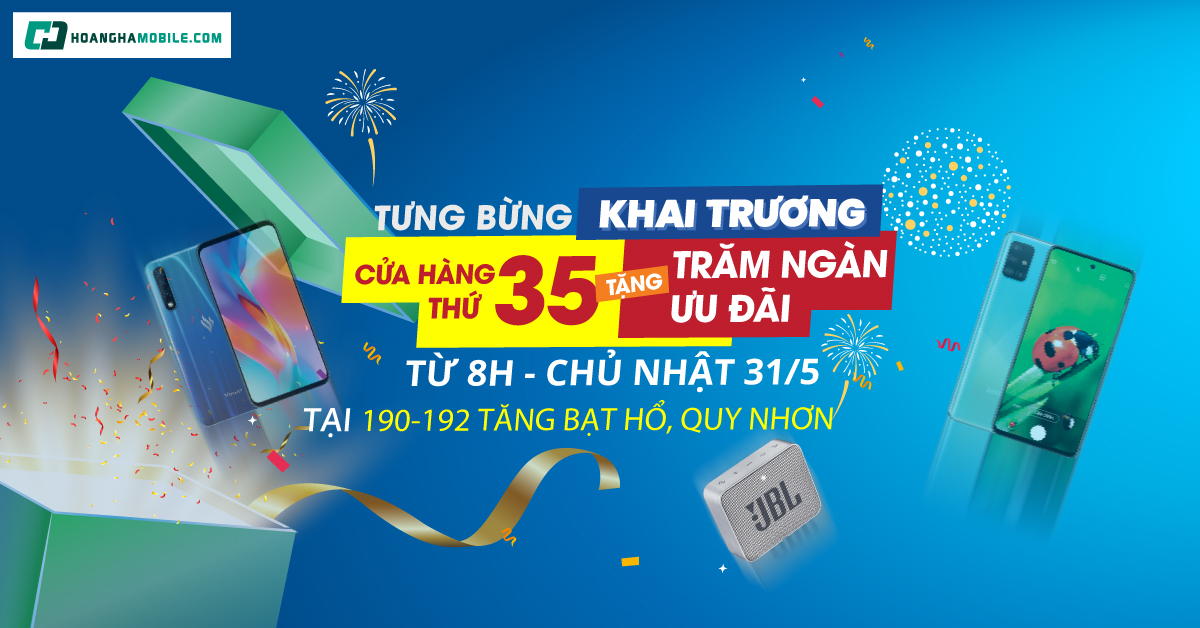 HOANGHAMOBILE.COM
TƯNG BỪNG KHAI TRƯƠNG
CỬA HÀNG THỨ 35 TẶNG TRĂM NGÀN ƯU ĐÃI
TỪ 8H - CHỦ NHẬT 31/5
TẠI 190-192 TĂNG BẠT HỔ, QUY NHƠN
JBL